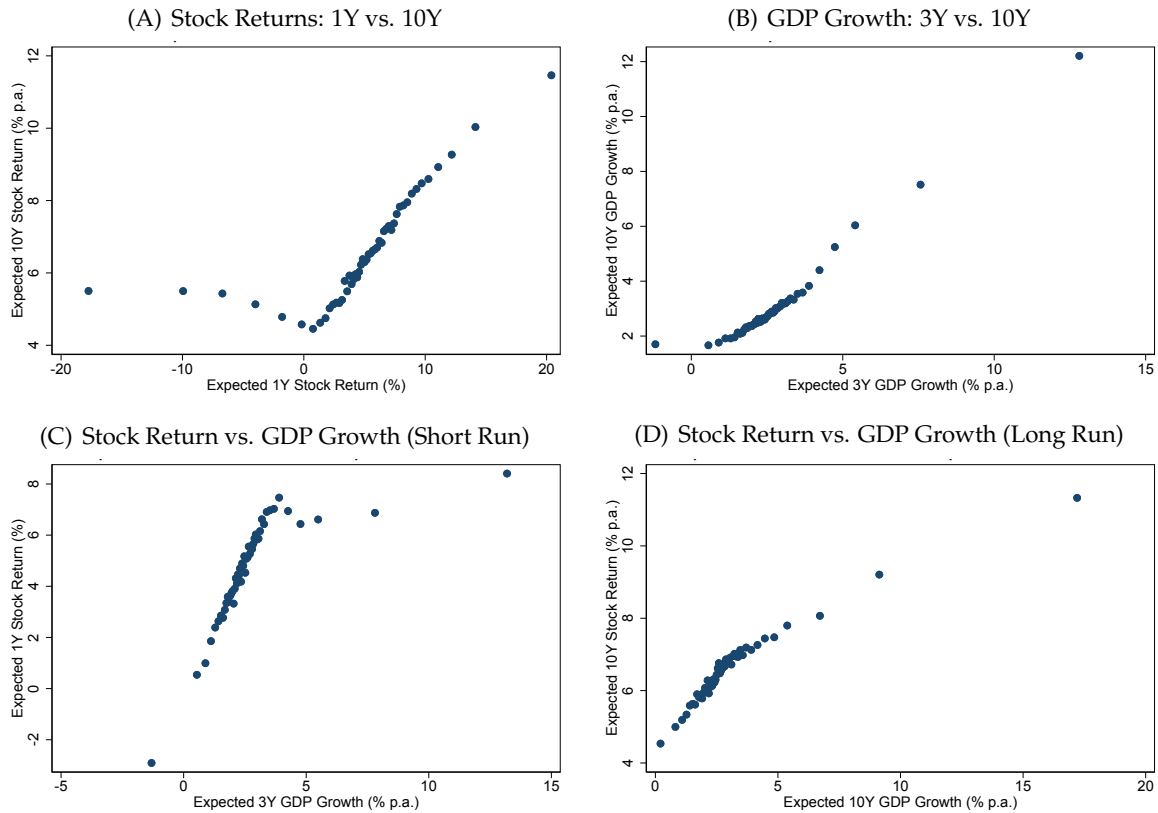 (A) Stock Returns: 1Y vs. 10Y
Expected 10Y Stock Return (% p.a.)
12
10
8
6
4
-20 -10 0 10 20
Expected 1Y Stock Return (%)
(B) GDP Growth: 3Y vs. 10Y
Expected 10Y GDP Growth (% p.a.)
12
10
8
6
4
2
0 5 10 15
Expected 3Y GDP Growth (% p.a.)
(C) Stock Return vs. GDP Growth (Short Run)
Expected 1Y Stock Return (%)
8
6
4
2
0
-2
-5 0 5 10 15
Expected 3Y GDP Growth (% p.a.)
(D) Stock Return vs. GDP Growth (Long Run)
Expected 10Y Stock Return (% p.a.)
12
10
8
6
4
0 5 10 15 20
Expected 10Y GDP Growth (% p.a.)